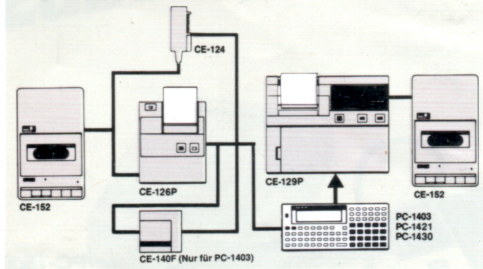 CE-124
CE-152
CE-126P
CE-129P
CE-152
PC-1403
PC-1421
PC-1430
CE-140F (Nur für PC-1403)